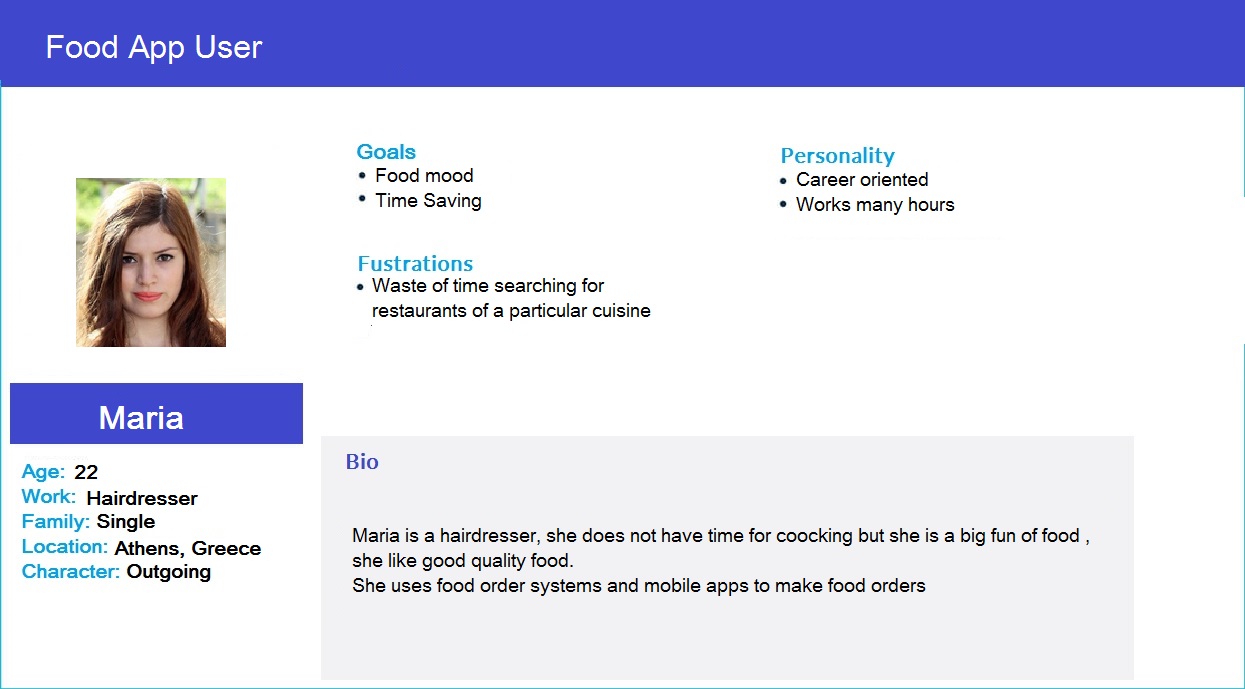 Food App User
Goals
• Food mood
• Time Saving
Personality
• Career oriented
• Works many hours
Fustrations
• Waste of time searching for
restaurants of a particular cuisine
Maria
Age: 22
Work: Hairdresser
Family: Single
Location: Athens, Greece
Character: Outgoing
Bio
Maria is a hairdresser, she does not have time for coocking but she is a big fun of food ,
she like good quality food.
She uses food order systems and mobile apps to make food orders